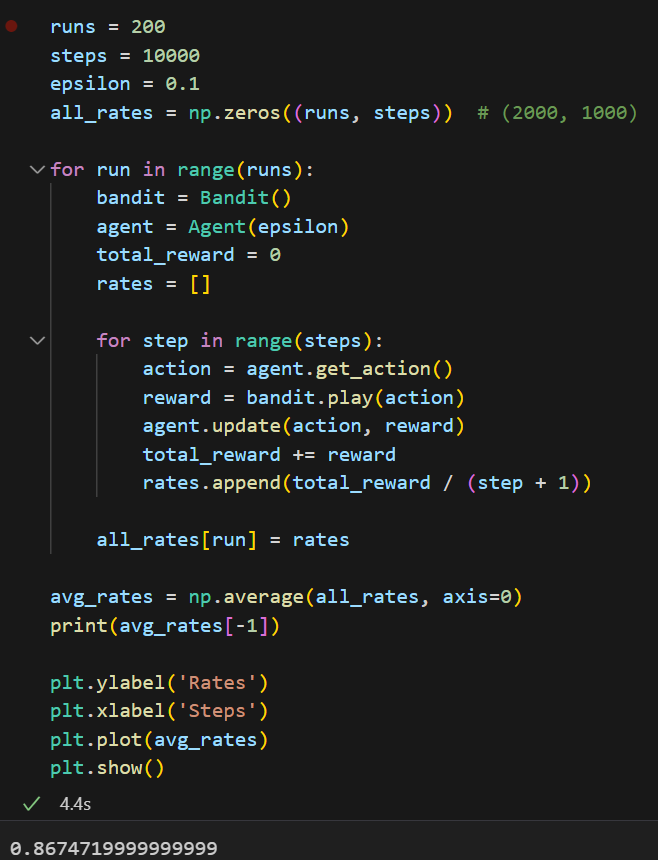 runs = 200
steps = 10000
epsilon = 0.1
all_rates = np.zeros((runs, steps))  # (2000, 1000)
for run in range(runs):
    bandit = Bandit()
    agent = Agent(epsilon)
    total_reward = 0
    rates = []
    for step in range(steps):
        action = agent.get_action()
        reward = bandit.play(action)
        agent.update(action, reward)
        total_reward += reward
        rates.append(total_reward / (step + 1))
    all_rates[run] = rates
avg_rates = np.average(all_rates, axis=0)
print(avg_rates[-1])
plt.ylabel('Rates')
plt.xlabel('Steps')
plt.plot(avg_rates)
plt.show()
4.4s
0.8674719999999999